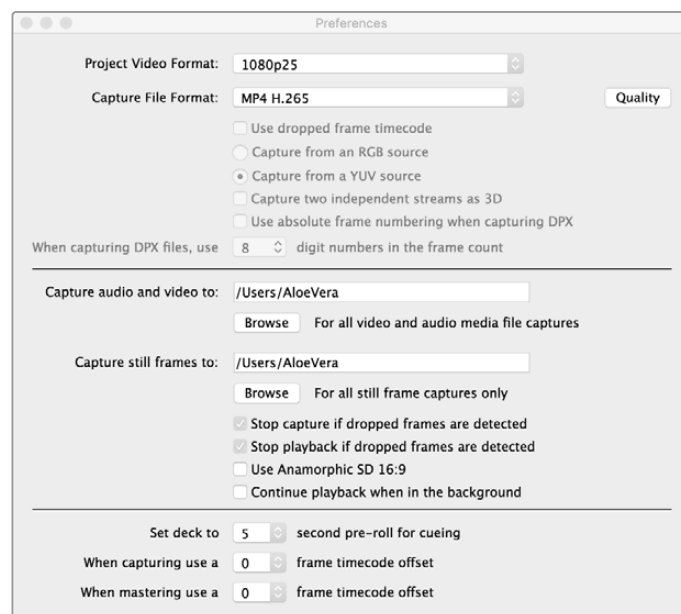 Preferences
Project Video Format: 1080p25
Capture File Format: MP4 H.265 Quality
Use dropped frame timecode
Capture from an RGB source
Capture from a YUV source
Capture two independent streams as 3D
Use absolute frame numbering when capturing DPX
When capturing DPX files, use 8 digit numbers in the frame count
Capture audio and video to: /Users/AloeVera
Browse For all video and audio media file captures
Capture still frames to: /Users/AloeVera
Browse For all still frame captures only
Stop capture if dropped frames are detected
Stop playback if dropped frames are detected
Use Anamorphic SD 16:9
Continue playback when in the background
Set deck to 5 second pre-roll for cueing
When capturing use a 0 frame timecode offset
When mastering use a 0 frame timecode offset